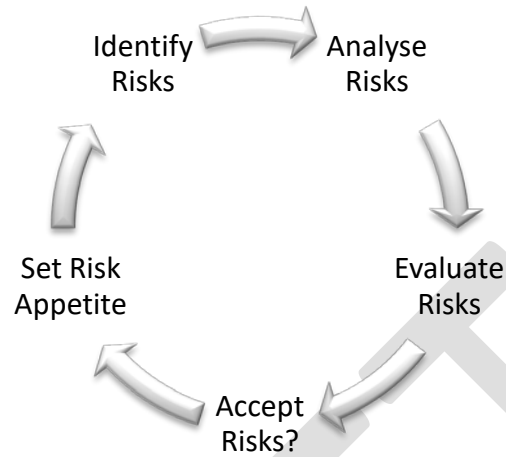 Identify
Risks
Analyse
Risks
Evaluate
Risks
Accept
Risks?
Set Risk
Appetite